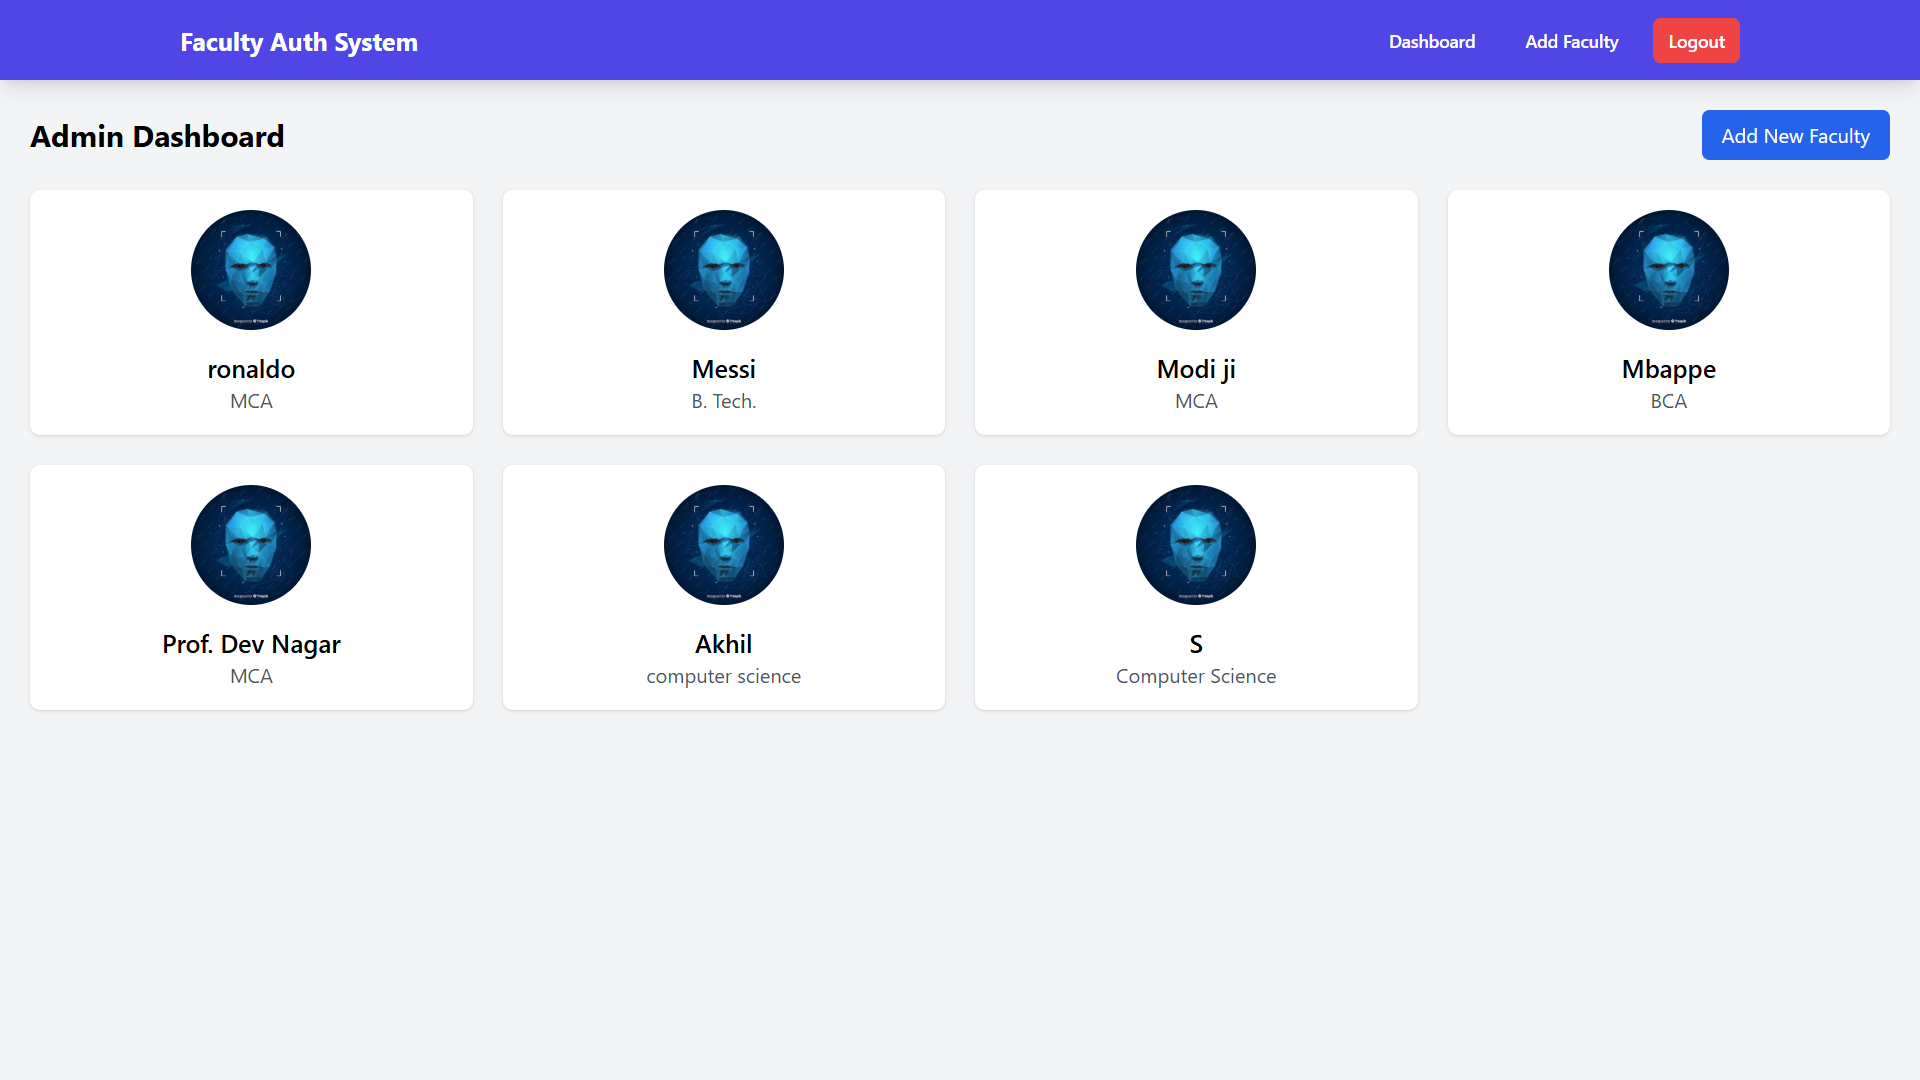 Faculty Auth System
Dashboard
Add Faculty
Logout
Admin Dashboard
Add New Faculty
ronaldo
MCA
Messi
B. Tech.
Modi ji
MCA
Mbappe
BCA
Prof. Dev Nagar
MCA
Akhil
computer science
S
Computer Science